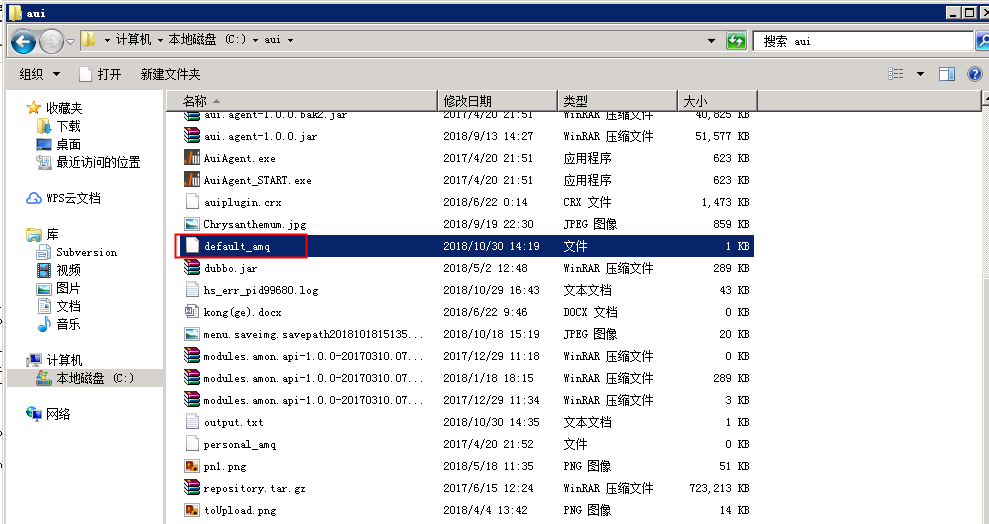 aui
计算机 本地磁盘 (C:) aui
搜索 aui
组织 打开 新建文件夹
名称 修改日期 类型 大小
收藏夹
下载
桌面
最近访问的位置
WPS云文档
库
Subversion
视频
图片
文档
音乐
计算机
本地磁盘 (C:)
网络
aui.agent-1.0.0.bak2.jar 2017/4/20 21:51 WinRAR 压缩文件 40,825 KB
aui.agent-1.0.0.jar 2018/9/13 14:27 WinRAR 压缩文件 51,577 KB
AuiAgent.exe 2017/4/20 21:51 应用程序 623 KB
AuiAgent_START.exe 2017/4/20 21:51 应用程序 623 KB
auiplugin.crx 2018/6/22 0:14 CRX 文件 1,473 KB
Chrysanthemum.jpg 2018/9/19 22:30 JPEG 图像 859 KB
default_amq 2018/10/30 14:19 文件 1 KB
dubbo.jar 2018/5/2 12:48 WinRAR 压缩文件 289 KB
hs_err_pid99680.log 2018/10/29 16:43 文本文档 43 KB
kong(ge).docx 2018/6/22 9:46 DOCX 文档 0 KB
menu.saveimg.savepath2018101815135... 2018/10/18 15:19 JPEG 图像 20 KB
modules.amon.api-1.0.0-20170310.07... 2017/12/29 11:18 WinRAR 压缩文件 0 KB
modules.amon.api-1.0.0-20170310.07... 2018/1/18 18:15 WinRAR 压缩文件 289 KB
modules.amon.api-1.0.0-20170310.07... 2017/12/29 11:34 WinRAR 压缩文件 3 KB
output.txt 2018/10/30 14:35 文本文档 1 KB
personal_amq 2017/4/20 21:52 文件 0 KB
pn1.png 2018/5/18 11:35 PNG 图像 51 KB
repository.tar.gz 2017/6/15 12:24 WinRAR 压缩文件 723,213 KB
toUpload.png 2018/4/4 13:42 PNG 图像 14 KB